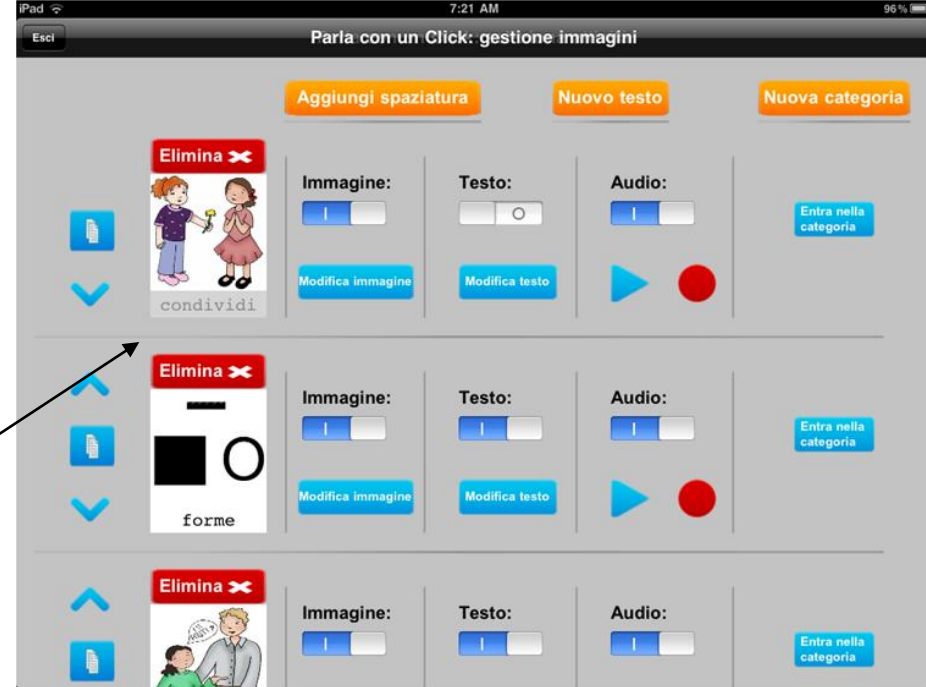 iPad 7:21 AM 96%
Esci Parla con un Click: gestione immagini
Aggiungi spaziatura Nuovo testo Nuova categoria
Elimina
Immagine: Testo: Audio:
Entra nella
categoria
Modifica immagine Modifica testo
condividi
Elimina
Immagine: Testo: Audio:
Entra nella
categoria
Modifica immagine Modifica testo
forme
Elimina
Immagine: Testo: Audio:
Entra nella
categoria